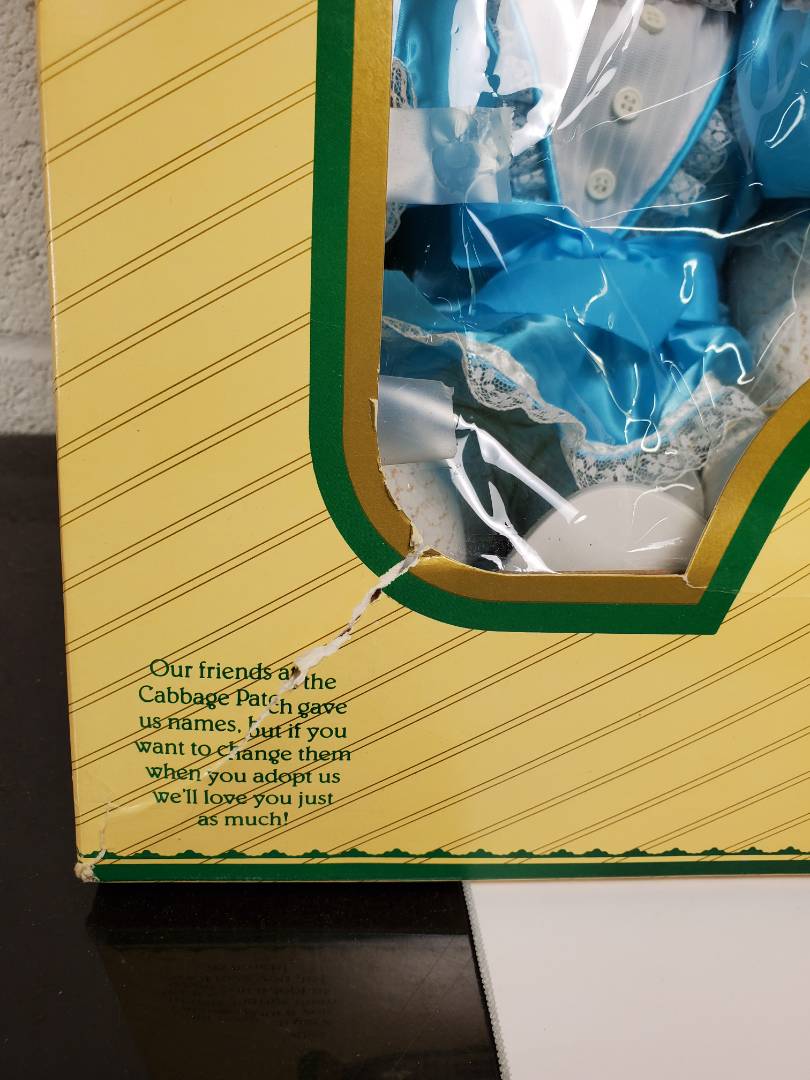 Our friends at the
Cabbage Patch gave
us names, but if you
want to change them
when you adopt us
we'll love you just
as much!